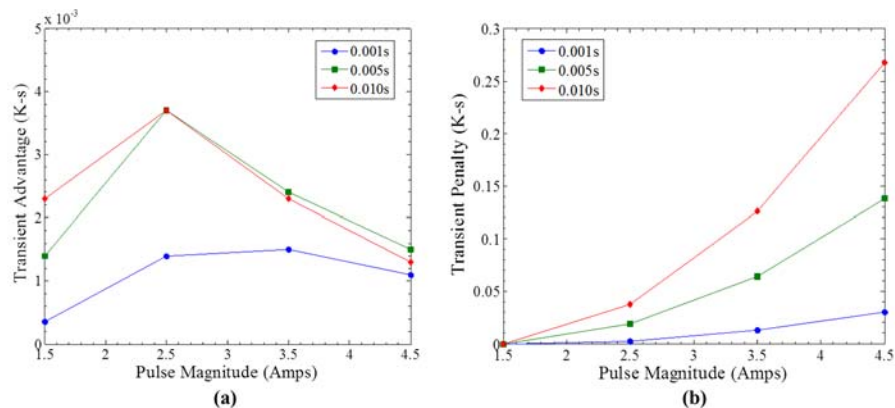 5 × 10⁻³
4
3
2
1
0
Transient Advantage (K-s)
0.001s
0.005s
0.010s
1.5 2 2.5 3 3.5 4 4.5
Pulse Magnitude (Amps)
(a)
0.3
0.25
0.2
0.15
0.1
0.05
0
Transient Penalty (K-s)
0.001s
0.005s
0.010s
1.5 2 2.5 3 3.5 4 4.5
Pulse Magnitude (Amps)
(b)